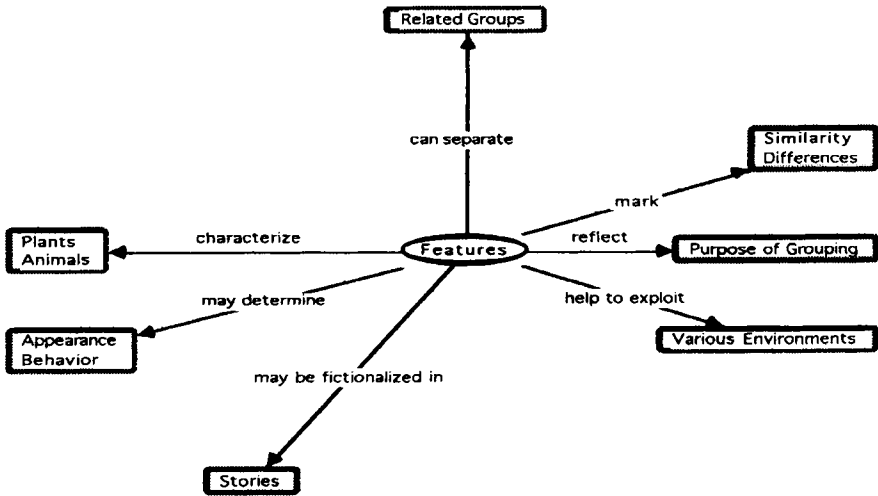 Related Groups
can separate
Similarity
Differences
mark
Plants
Animals
characterize
Features
reflect
Purpose of Grouping
may determine
help to exploit
Appearance
Behavior
Various Environments
may be fictionalized in
Stories